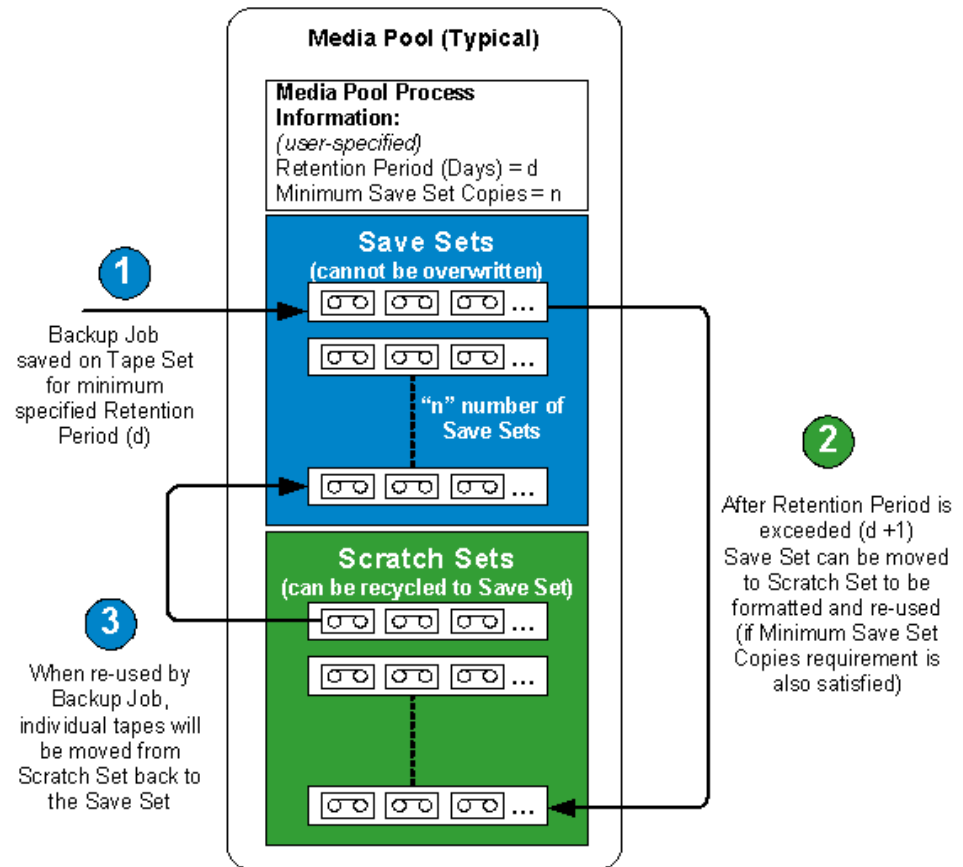 Media Pool (Typical)
Media Pool Process
Information:
(user-specified)
Retention Period (Days) = d
Minimum Save Set Copies = n
Save Sets
(cannot be overwritten)
...
...
"n" number of
Save Sets
...
1
Backup Job
saved on Tape Set
for minimum
specified Retention
Period (d)
2
After Retention Period is
exceeded (d +1)
Save Set can be moved
to Scratch Set to be
formatted and re-used
(if Minimum Save Set
Copies requirement is
also satisfied)
Scratch Sets
(can be recycled to Save Set)
...
...
...
3
When re-used by
Backup Job,
individual tapes will
be moved from
Scratch Set back to
the Save Set